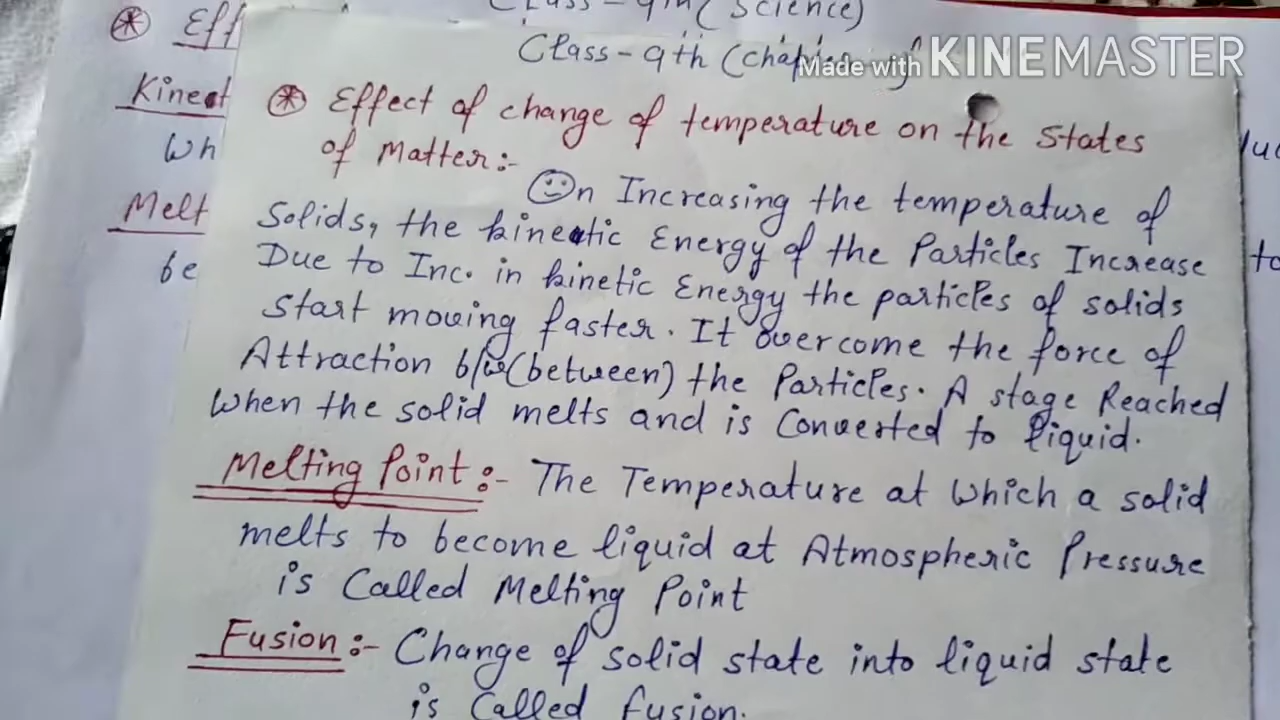 Class - 9th (Science)
Class - 9th (chapter
Made with KINEMASTER
Eff
Kinet
Wh
Melt
be
Effect of change of temperature on the States
of Matter:-
On Increasing the temperature of
Solids, the kinetic Energy of the Particles Increase
Due to Inc. in kinetic Energy the particles of solids
start moving faster. It overcome the force of
Attraction b/w (between) the Particles. A stage Reached
When the solid melts and is Converted to liquid.
Melting Point:- The Temperature at Which a solid
melts to become liquid at Atmospheric Pressure
is Called Melting Point
Fusion:- Change of solid state into liquid state
is Called fusion.
to